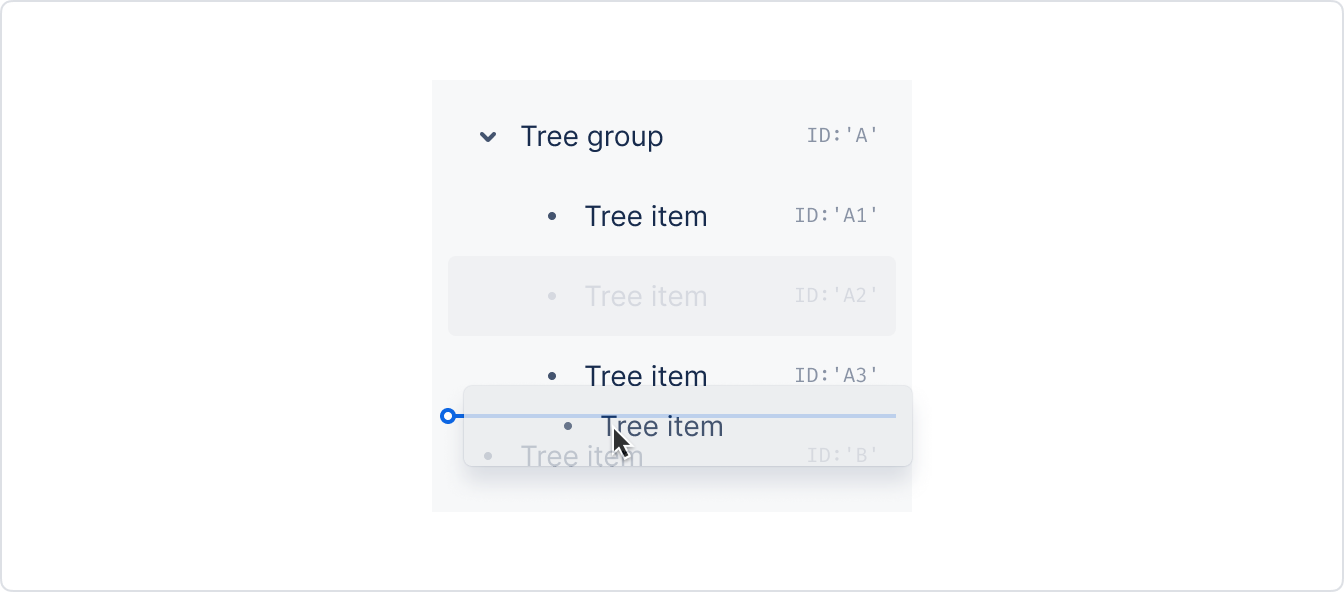 Tree group ID:'A'
Tree item ID:'A1'
Tree item ID:'A2'
Tree item ID:'A3'
Tree item
Tree item ID:'B'